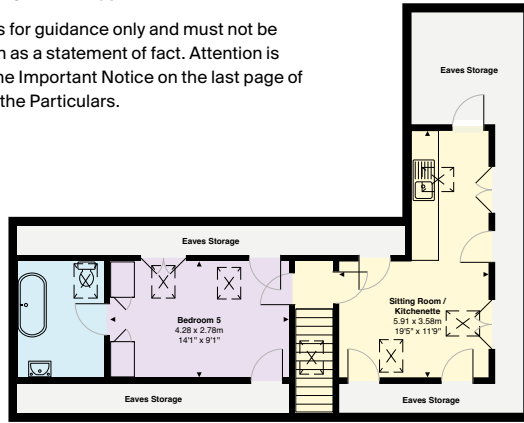 s for guidance only and must not be
as a statement of fact. Attention is
ne Important Notice on the last page of
the Particulars.
Eaves Storage
Eaves Storage
Bedroom 5
4.28 x 2.78m
14'1" x 9'1"
Sitting Room /
Kitchenette
5.91 x 3.58m
19'5" x 11'9"
Eaves Storage
Eaves Storage